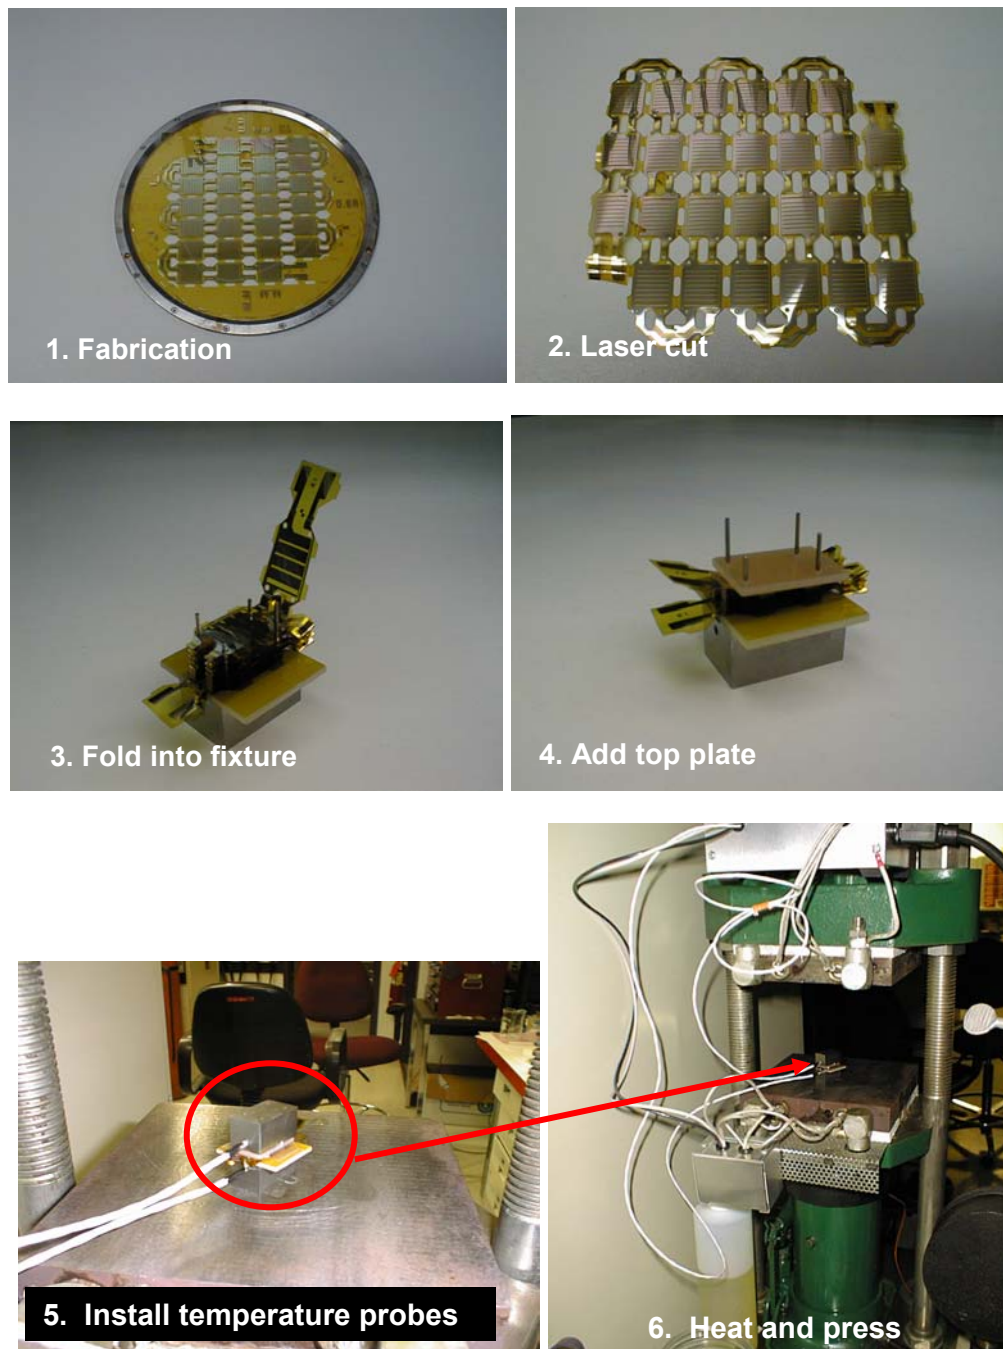 1. Fabrication
2. Laser cut
3. Fold into fixture
4. Add top plate
5. Install temperature probes
6. Heat and press